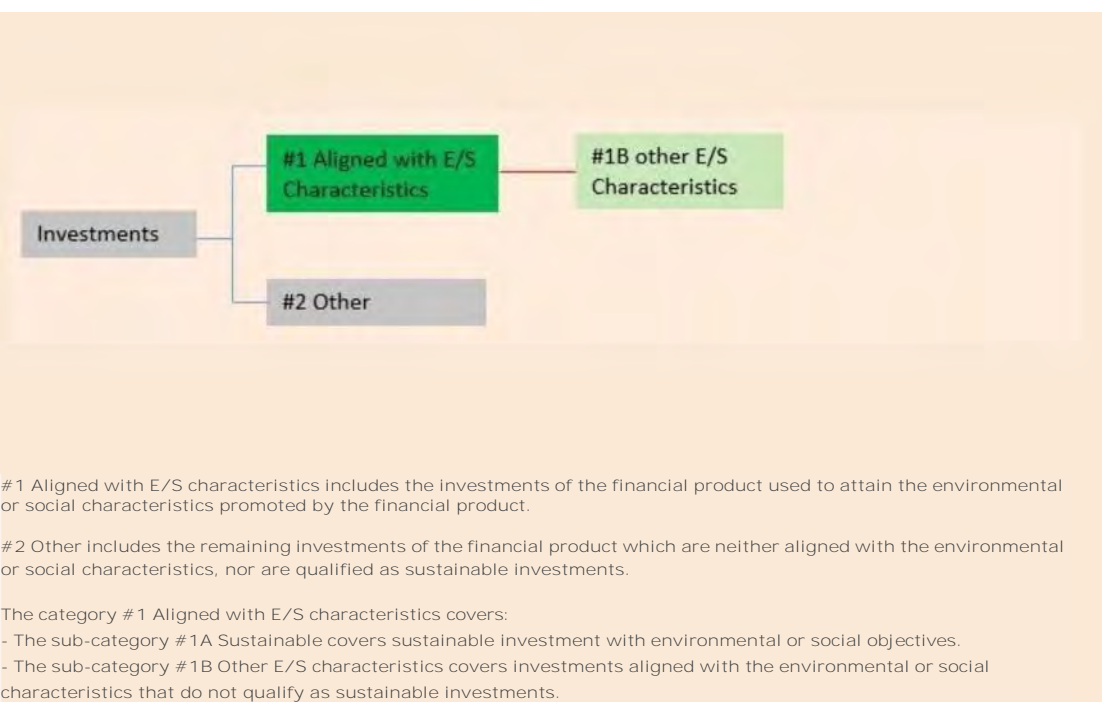 #1 Aligned with E/S
Characteristics
#1B other E/S
Characteristics
Investments
#2 Other
#1 Aligned with E/S characteristics includes the investments of the financial product used to attain the environmental
or social characteristics promoted by the financial product.
#2 Other includes the remaining investments of the financial product which are neither aligned with the environmental
or social characteristics, nor are qualified as sustainable investments.
The category #1 Aligned with E/S characteristics covers:
- The sub-category #1A Sustainable covers sustainable investment with environmental or social objectives.
- The sub-category #1B Other E/S characteristics covers investments aligned with the environmental or social
characteristics that do not qualify as sustainable investments.